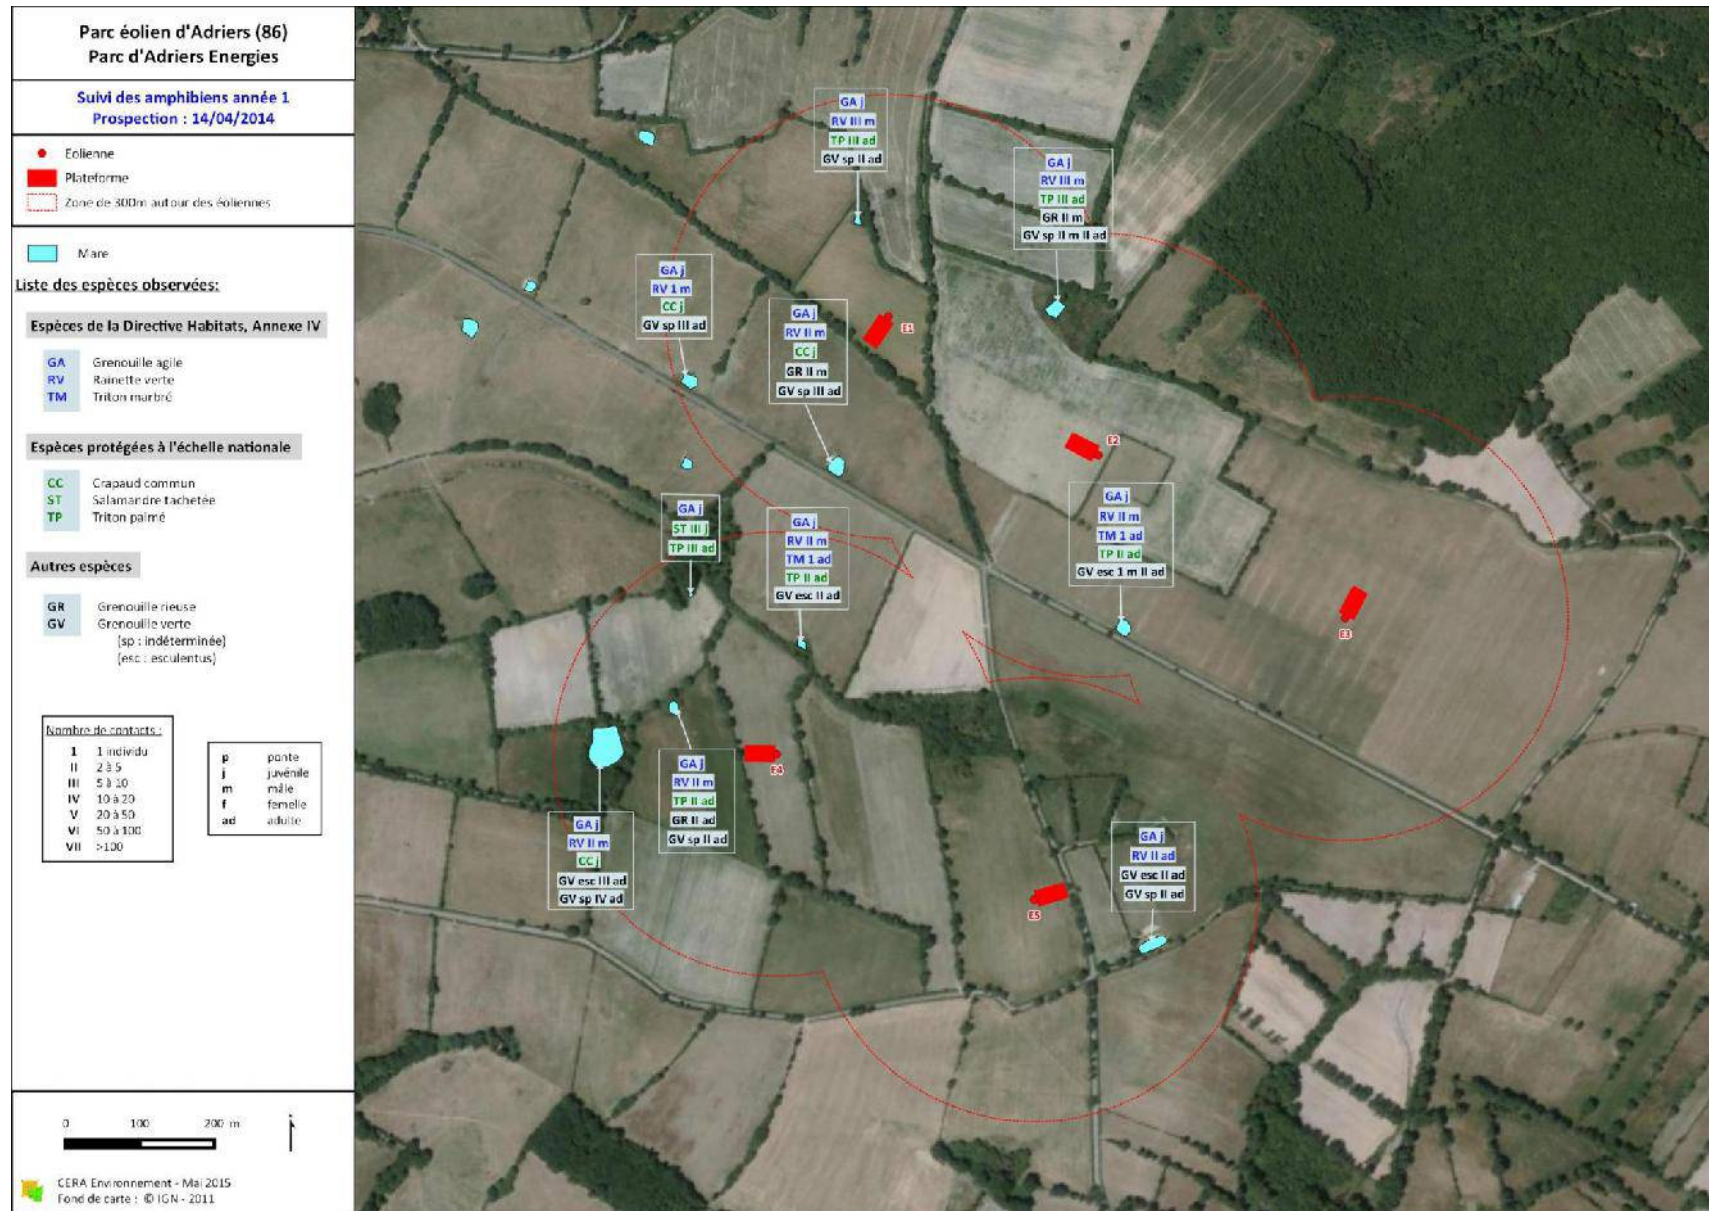 Parc éolien d'Adriers (86)
Parc d'Adriers Energies
Suivi des amphibiens année 1
Prospection : 14/04/2014
Eolienne
Plateforme
Zone de 300m autour des éoliennes
Mare
Liste des espèces observées:
Espèces de la Directive Habitats, Annexe IV
GA Grenouille agile
RV Rainette verte
TM Triton marbré
Espèces protégées à l'échelle nationale
CC Crapaud commun
ST Salamandre tachetée
TP Triton palmé
Autres espèces
GR Grenouille rieuse
GV Grenouille verte
(sp : indéterminée)
(esc : esculentus)
Nombre de contacts :
1 1 individu
II 2 à 5
III 5 à 10
IV 10 à 20
V 20 à 50
VI 50 à 100
VII >100
p ponte
j juvénile
m mâle
f femelle
ad adulte
0 100 200 m
CERA Environnement - Mai 2015
Fond de carte : © IGN - 2011
GA j
RV III m
TP III ad
GV sp II ad
GA j
RV III m
TP III ad
GR II m
GV sp II m II ad
GA j
RV 1 m
CC j
GV sp III ad
GA j
RV II m
CC j
GR II m
GV sp III ad
E1
E2
GA j
ST III j
TP III ad
GA j
RV II m
TM 1 ad
TP II ad
GV esc II ad
GA j
RV II m
TM 1 ad
TP II ad
GV esc 1 m II ad
E3
E4
GA j
RV II m
TP II ad
GR II ad
GV sp II ad
GA j
RV II m
CC j
GV esc III ad
GV sp IV ad
GA j
RV II ad
GV esc II ad
GV sp II ad
E5